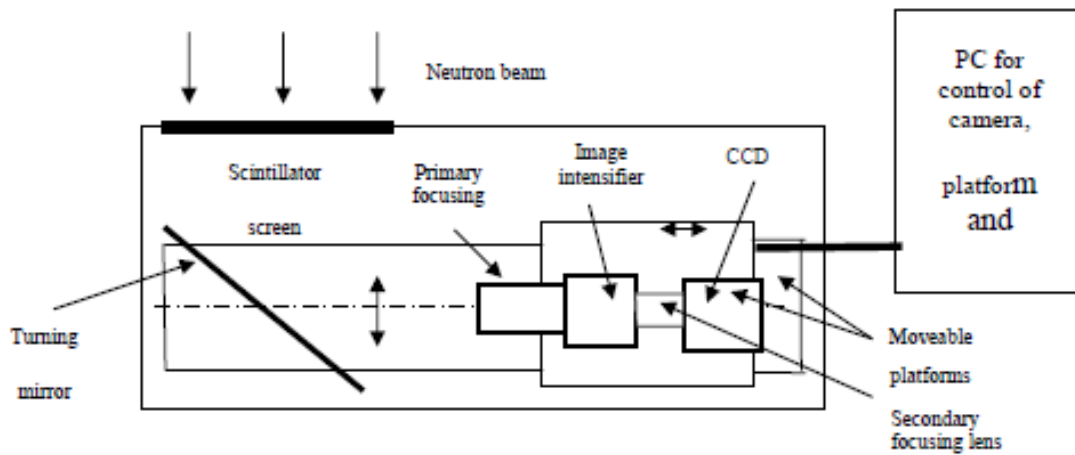 Neutron beam
PC for
control of
camera,
platform
and
Scintillator
screen
Primary
focusing
Image
intensifier
CCD
Turning
mirror
Moveable
platforms
Secondary
focusing lens